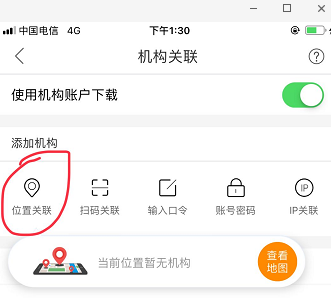 中国电信 4G 下午1:30
机构关联
使用机构账户下载
添加机构
位置关联 扫码关联 输入口令 账号密码 IP关联
IP
当前位置暂无机构
查看
地图